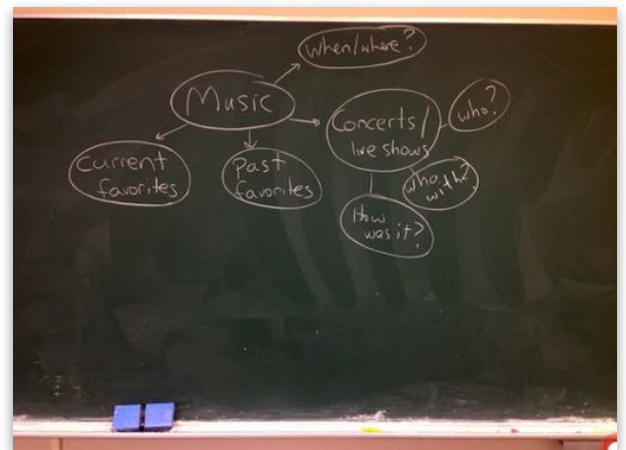 When/where?
Music
Concerts/
live shows
who?
Current
favorites
Past
favorites
who
with?
How
was it?